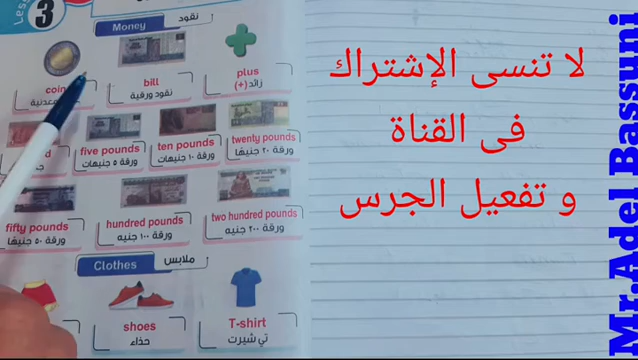 3
Money
نقود
coin
bill
نقود ورقية
plus
زائد (+)
five pounds
ورقة ٥ جنيهات
ten pounds
ورقة ١٠ جنيهات
twenty pounds
ورقة ٢٠ جنيهًا
fifty pounds
ورقة ٥٠ جنيهًا
hundred pounds
ورقة ١٠٠ جنيه
two hundred pounds
ورقة ٢٠٠ جنيه
Clothes
ملابس
shoes
حذاء
T-shirt
تي شيرت
لا تنسى الإشتراك
فى القناة
و تفعيل الجرس
Mr.Adel Bassuni